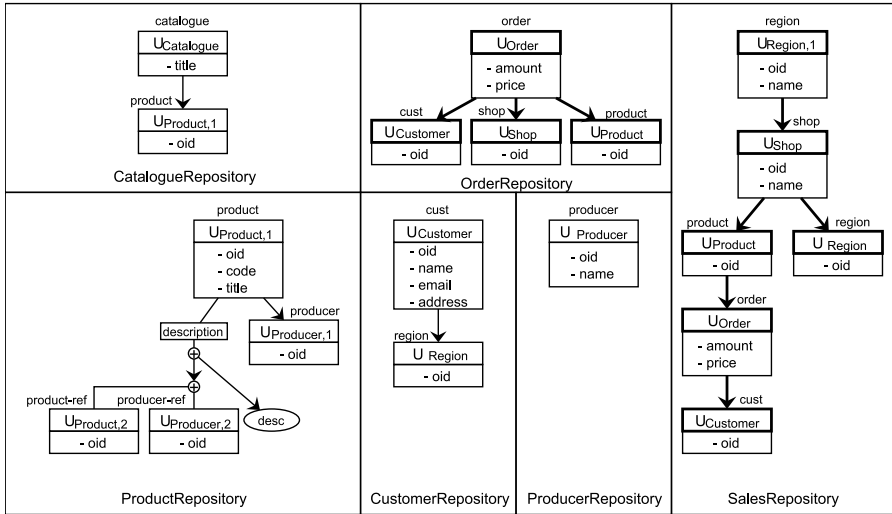 catalogue
UCatalogue
- title
product
UProduct,1
- oid
CatalogueRepository
order
UOrder
- amount
- price
cust
UCustomer
- oid
shop
UShop
- oid
product
UProduct
- oid
OrderRepository
region
URegion,1
- oid
- name
shop
UShop
- oid
- name
product
UProduct
- oid
region
U Region
- oid
order
UOrder
- amount
- price
cust
UCustomer
- oid
SalesRepository
product
UProduct,1
- oid
- code
- title
description
producer
UProducer,1
- oid
product-ref
UProduct,2
- oid
producer-ref
UProducer,2
- oid
desc
ProductRepository
cust
UCustomer
- oid
- name
- email
- address
region
U Region
- oid
CustomerRepository
producer
U Producer
- oid
- name
ProducerRepository